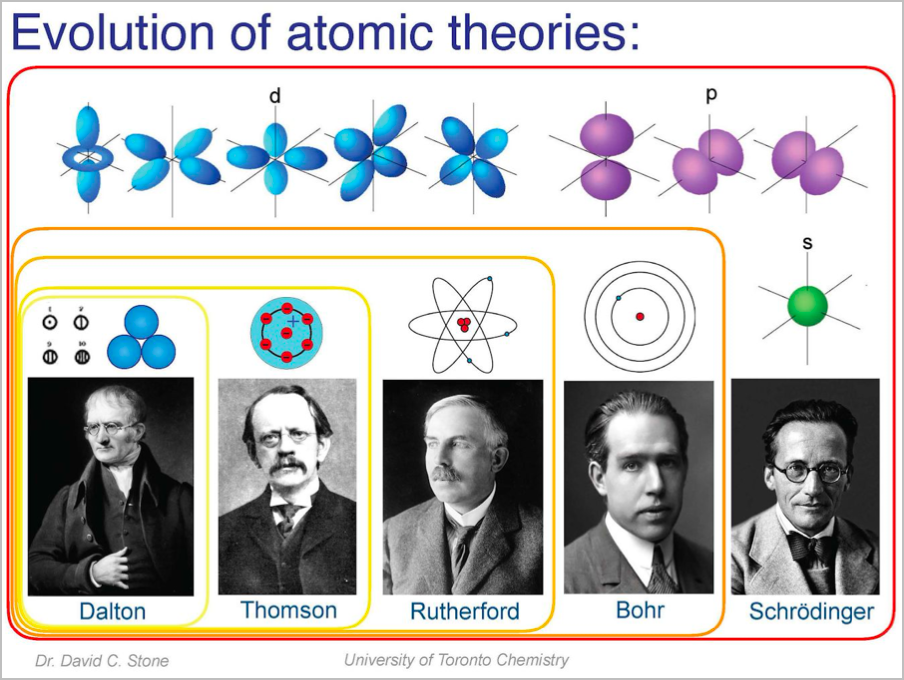 Evolution of atomic theories:
d
p
s
1 2
9 10
+
Dalton
Thomson
Rutherford
Bohr
Schrödinger
Dr. David C. Stone
University of Toronto Chemistry